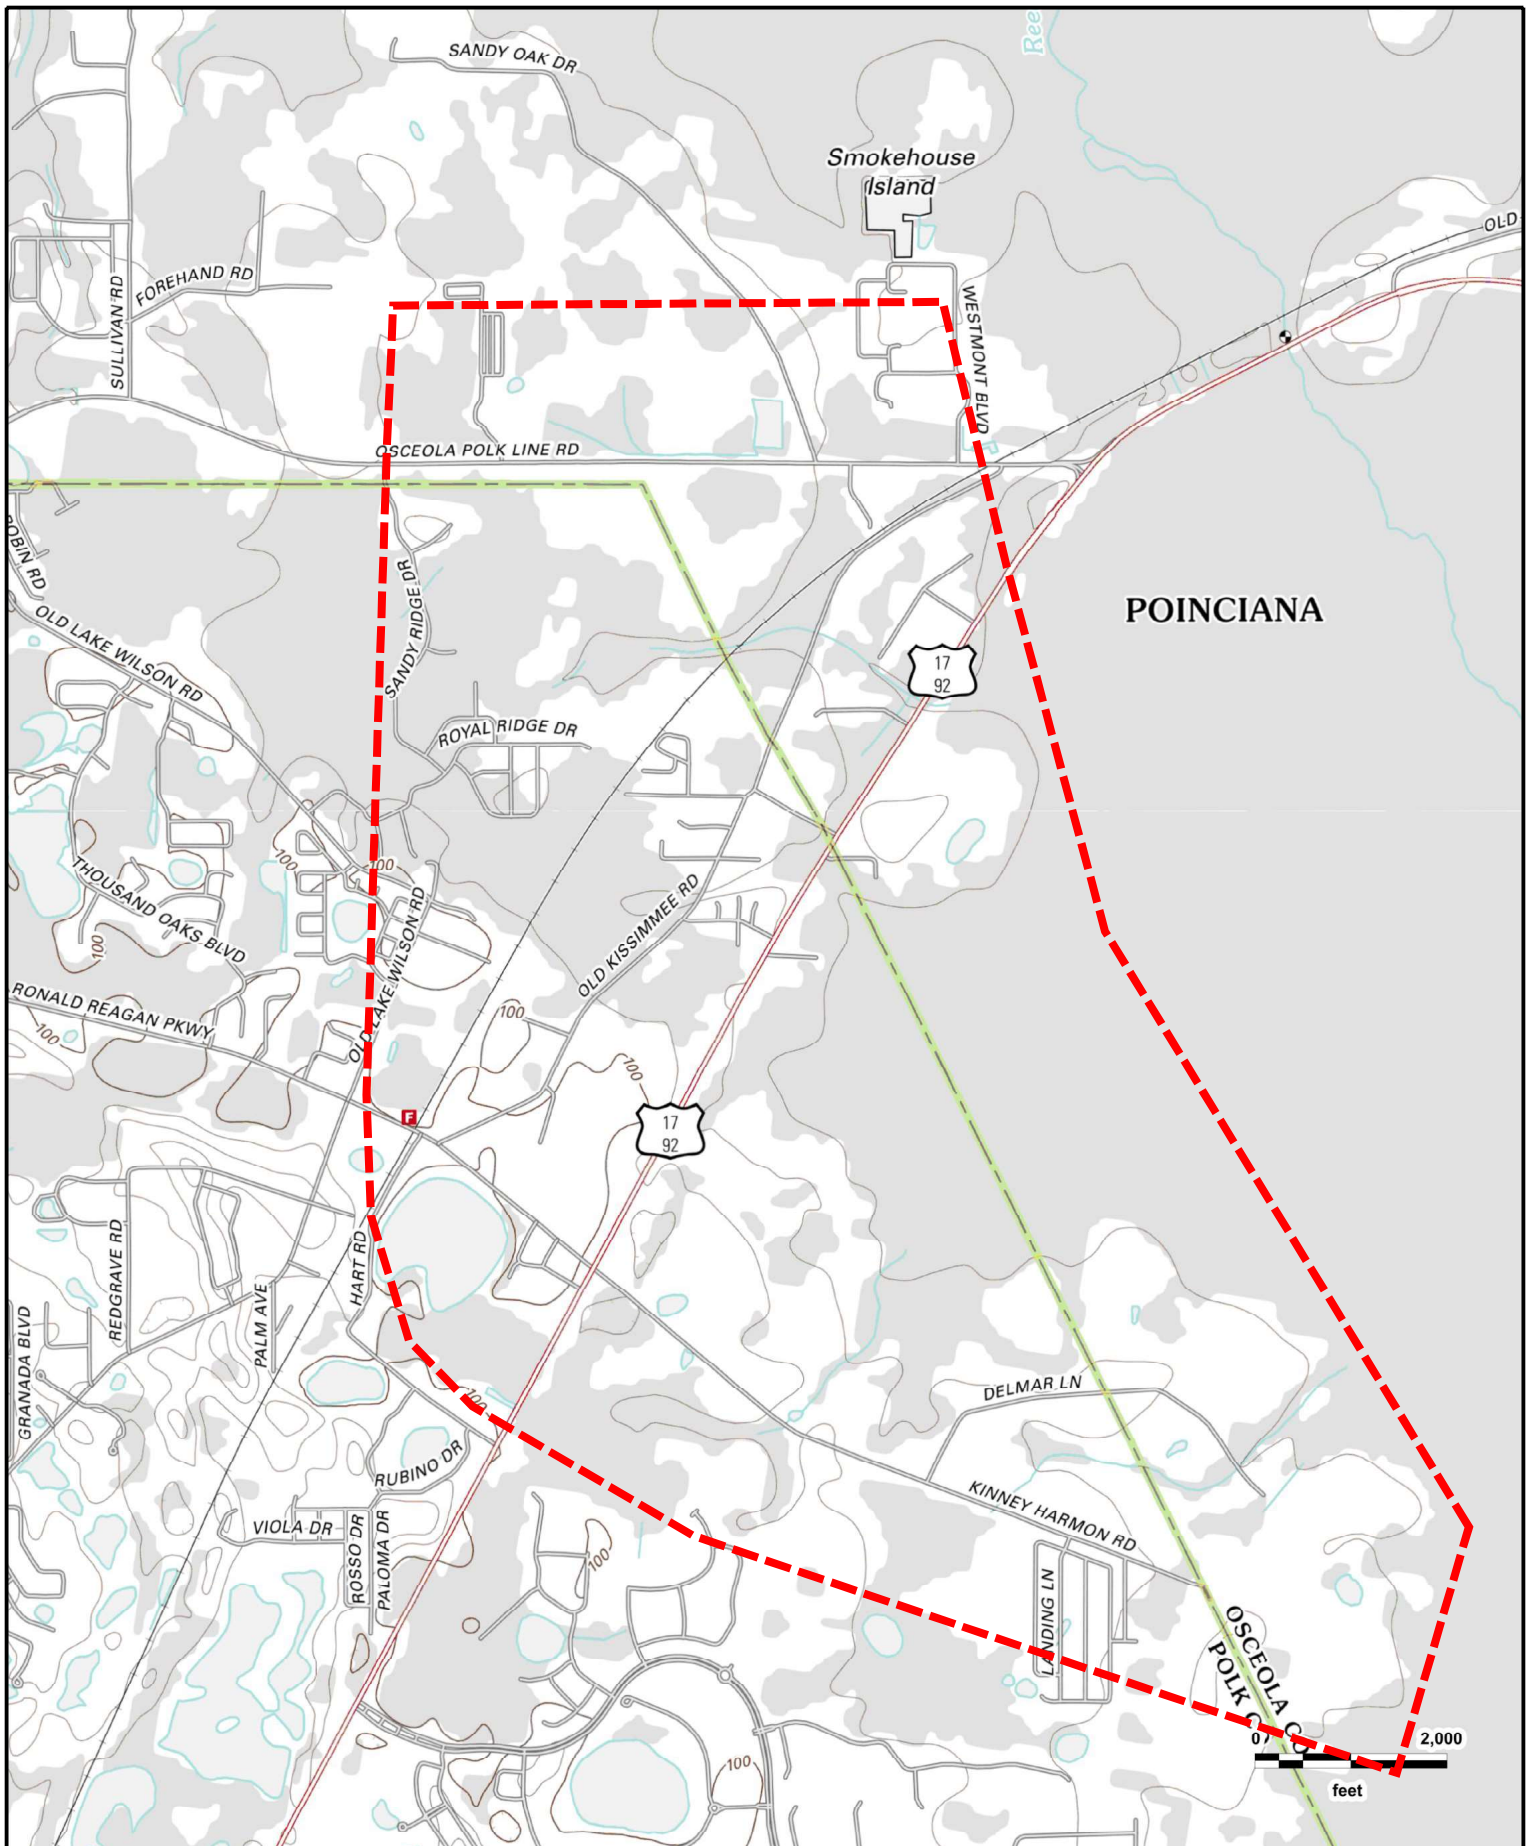 Ree
SANDY OAK DR
Smokehouse
Island
OLD
FOREHAND RD
SULLIVAN RD
WESTMONT BLVD
OSCEOLA POLK LINE RD
ROBIN RD
SANDY RIDGE DR
OLD LAKE WILSON RD
POINCIANA
17
92
ROYAL RIDGE DR
100
100
THOUSAND OAKS BLVD
100
OLD LAKE WILSON RD
OLD KISSIMMEE RD
RONALD REAGAN PKWY
100
100
100
F
17
92
REDGRAVE RD
HART RD
PALM AVE
GRANADA BLVD
DELMAR LN
100
RUBINO DR
KINNEY HARMON RD
VIOLA DR
ROSSO DR
PALOMA DR
100
LANDING LN
OSCEOLA CO
POLK C
0
2,000
feet
100